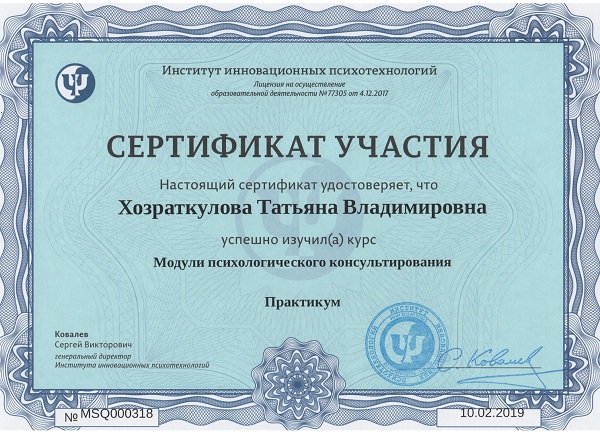 Институт инновационных психотехнологий
Лицензия на осуществление
образовательной деятельности №77305 от 4.12.2017
СЕРТИФИКАТ УЧАСТИЯ
Настоящий сертификат удостоверяет, что
Хозраткулова Татьяна Владимировна
успешно изучил(а) курс
Модули психологического консультирования
Практикум
Ковалев
Сергей Викторович
генеральный директор
Института инновационных психотехнологий
С. Ковалев
№ MSQ000318
10.02.2019